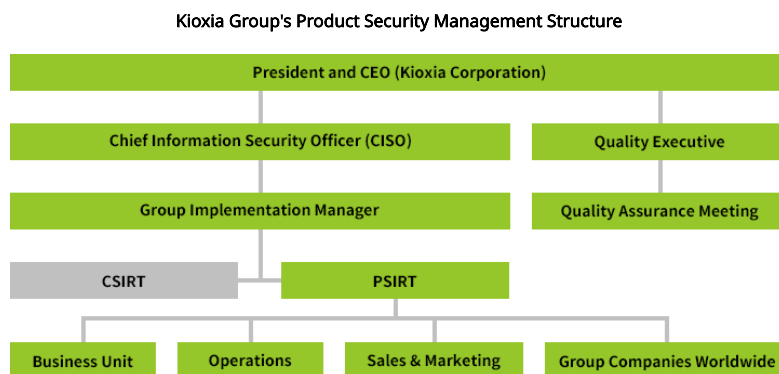 Kioxia Group's Product Security Management Structure
President and CEO (Kioxia Corporation)
Chief Information Security Officer (CISO)
Quality Executive
Group Implementation Manager
Quality Assurance Meeting
CSIRT
PSIRT
Business Unit
Operations
Sales & Marketing
Group Companies Worldwide